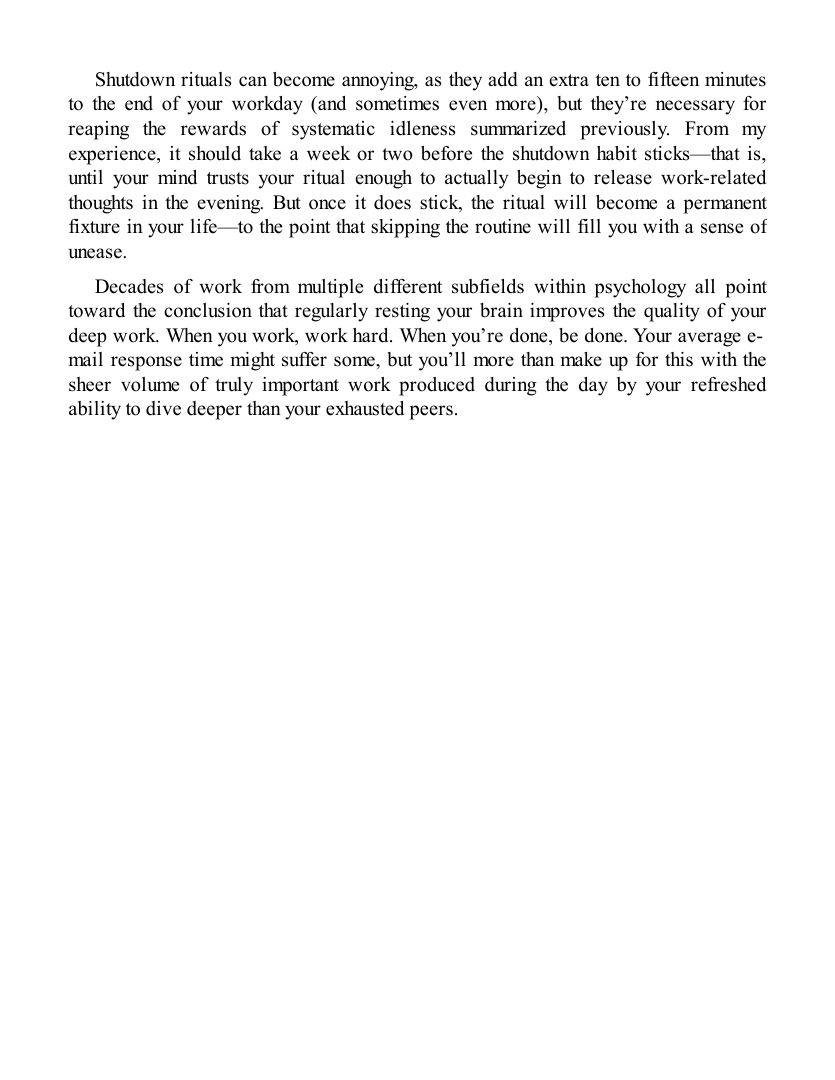 Shutdown rituals can become annoying, as they add an extra ten to fifteen minutes
to the end of your workday (and sometimes even more), but they’re necessary for
reaping the rewards of systematic idleness summarized previously. From my
experience, it should take a week or two before the shutdown habit sticks—that is,
until your mind trusts your ritual enough to actually begin to release work-related
thoughts in the evening. But once it does stick, the ritual will become a permanent
fixture in your life—to the point that skipping the routine will fill you with a sense of
unease.
Decades of work from multiple different subfields within psychology all point
toward the conclusion that regularly resting your brain improves the quality of your
deep work. When you work, work hard. When you’re done, be done. Your average e-
mail response time might suffer some, but you’ll more than make up for this with the
sheer volume of truly important work produced during the day by your refreshed
ability to dive deeper than your exhausted peers.